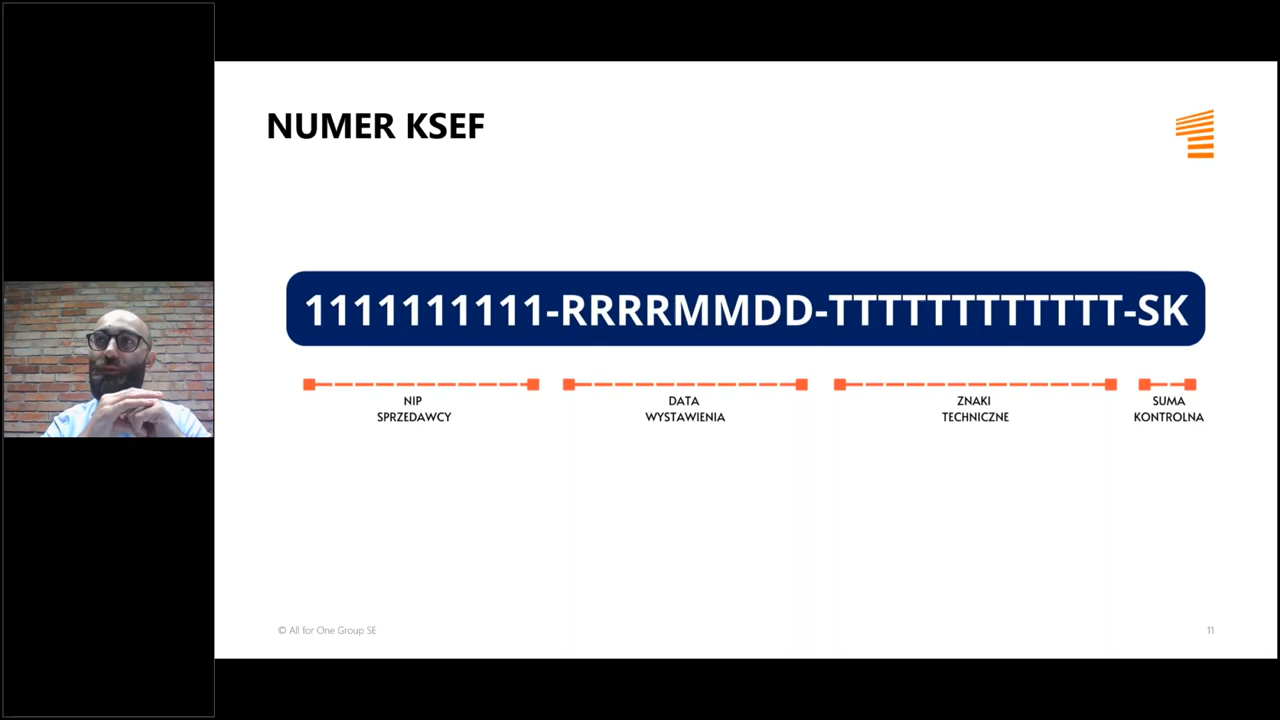 NUMER KSEF
1111111111-RRRRMMDD-TTTTTTTTTTTT-SK
NIP
SPRZEDAWCY
DATA
WYSTAWIENIA
ZNAKI
TECHNICZNE
SUMA
KONTROLNA
© All for One Group SE
11